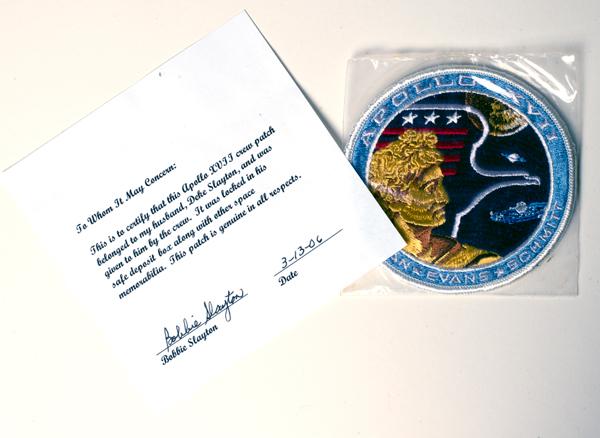 To Whom It May Concern:
This is to certify that this Apollo XVII crew patch
belonged to my husband, Deke Slayton, and was
given to him by the crew. It was locked in his
safe deposit box along with other space
memorabilia. This patch is genuine in all respects.
Bobbie Slayton
Bobbie Slayton
3-13-06
Date
APOLLO XVII
EVANS ★ SCHMITT